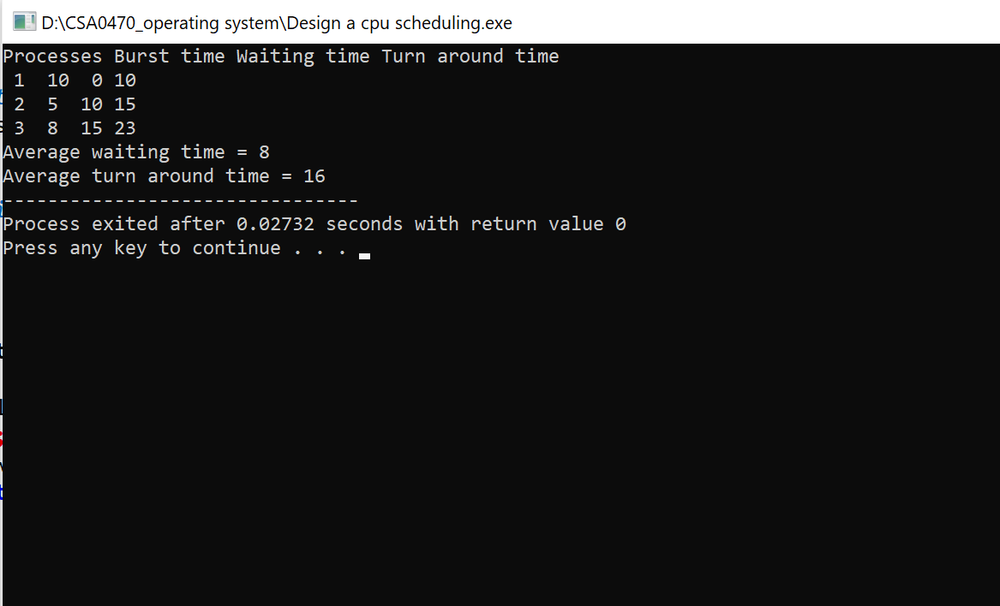 D:\CSA0470_operating system\Design a cpu scheduling.exe
Processes Burst time Waiting time Turn around time
 1  10  0 10
 2  5  10 15
 3  8  15 23
Average waiting time = 8
Average turn around time = 16
--------------------------------
Process exited after 0.02732 seconds with return value 0
Press any key to continue . . .